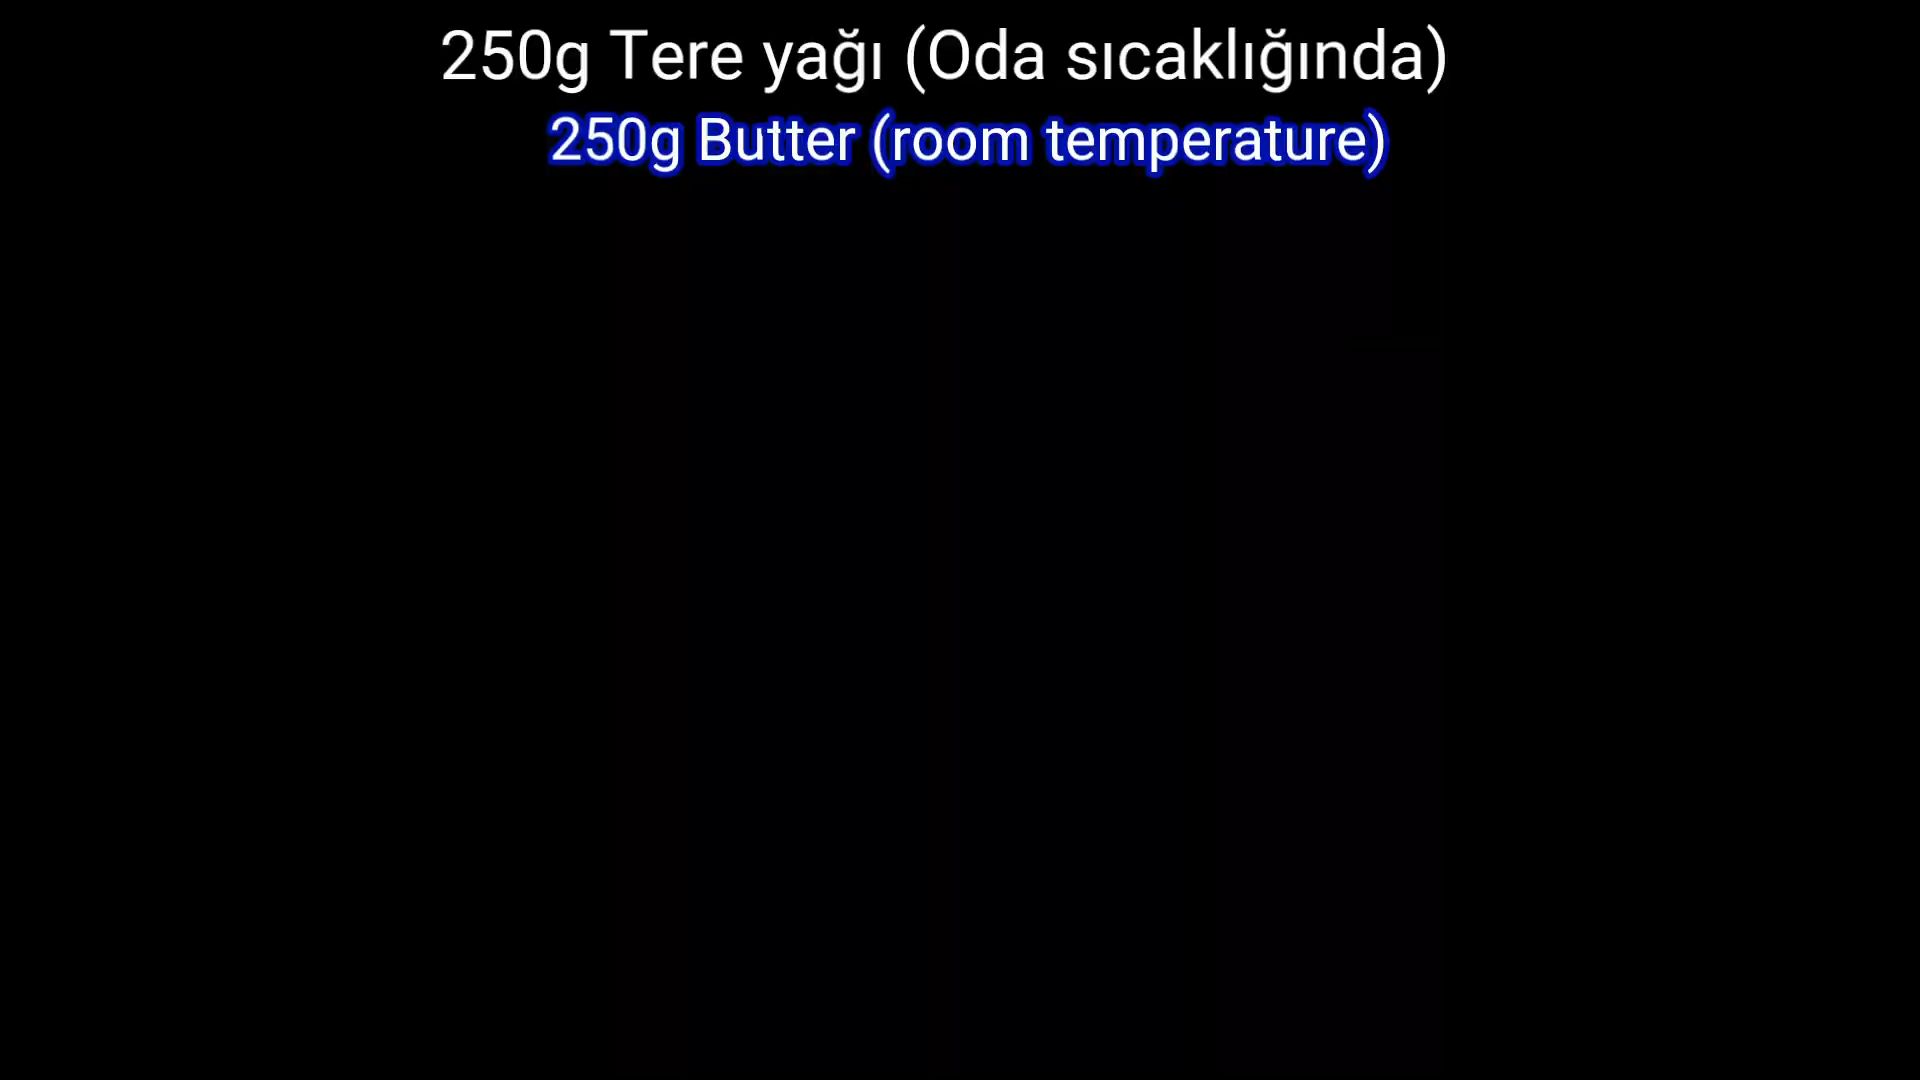 250g Tere yağı (Oda sıcaklığında)
250g Butter (room temperature)